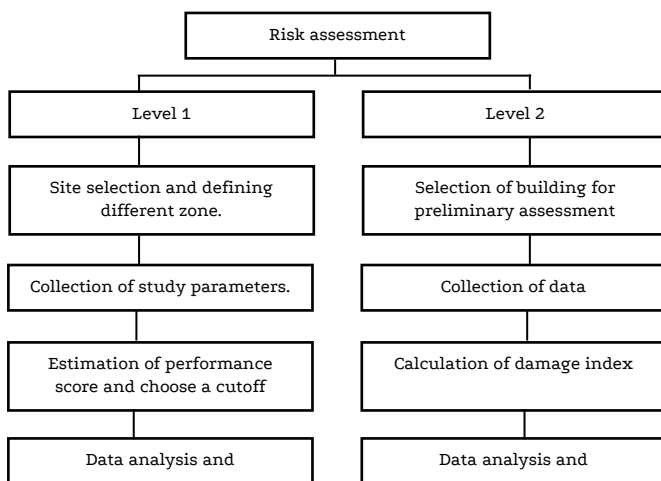 Risk assessment
Level 1
Level 2
Site selection and defining
different zone.
Selection of building for
preliminary assessment
Collection of study parameters.
Collection of data
Estimation of performance
score and choose a cutoff
Calculation of damage index
Data analysis and
Data analysis and